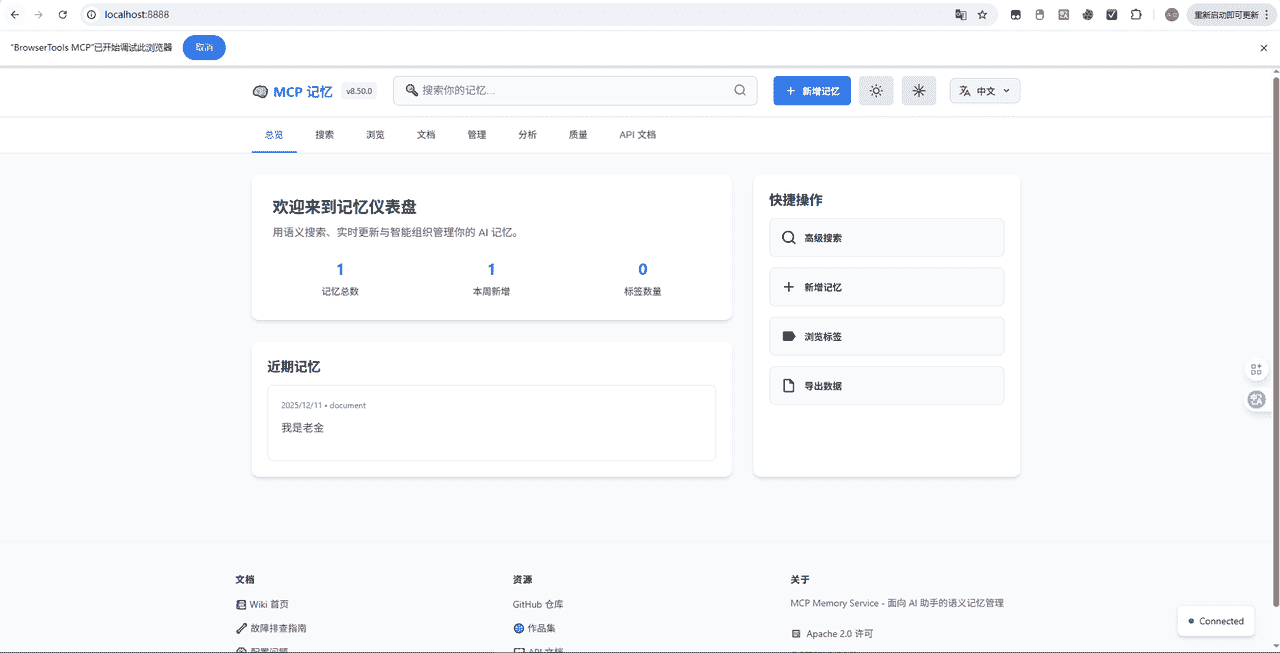 localhost:8888
重新启动即可更新
"BrowserTools MCP"已开始调试此浏览器
取消
MCP 记忆
v8.50.0
搜索你的记忆...
新增记忆
中文
总览
搜索
浏览
文档
管理
分析
质量
API 文档
欢迎来到记忆仪表盘
用语义搜索、实时更新与智能组织管理你的 AI 记忆。
1
1
0
记忆总数
本周新增
标签数量
近期记忆
2025/12/11 • document
我是老金
快捷操作
高级搜索
新增记忆
浏览标签
导出数据
文档
Wiki 首页
故障排查指南
配置问题
资源
GitHub 仓库
作品集
API 文档
关于
MCP Memory Service - 面向 AI 助手的语义记忆管理
Apache 2.0 许可
Connected